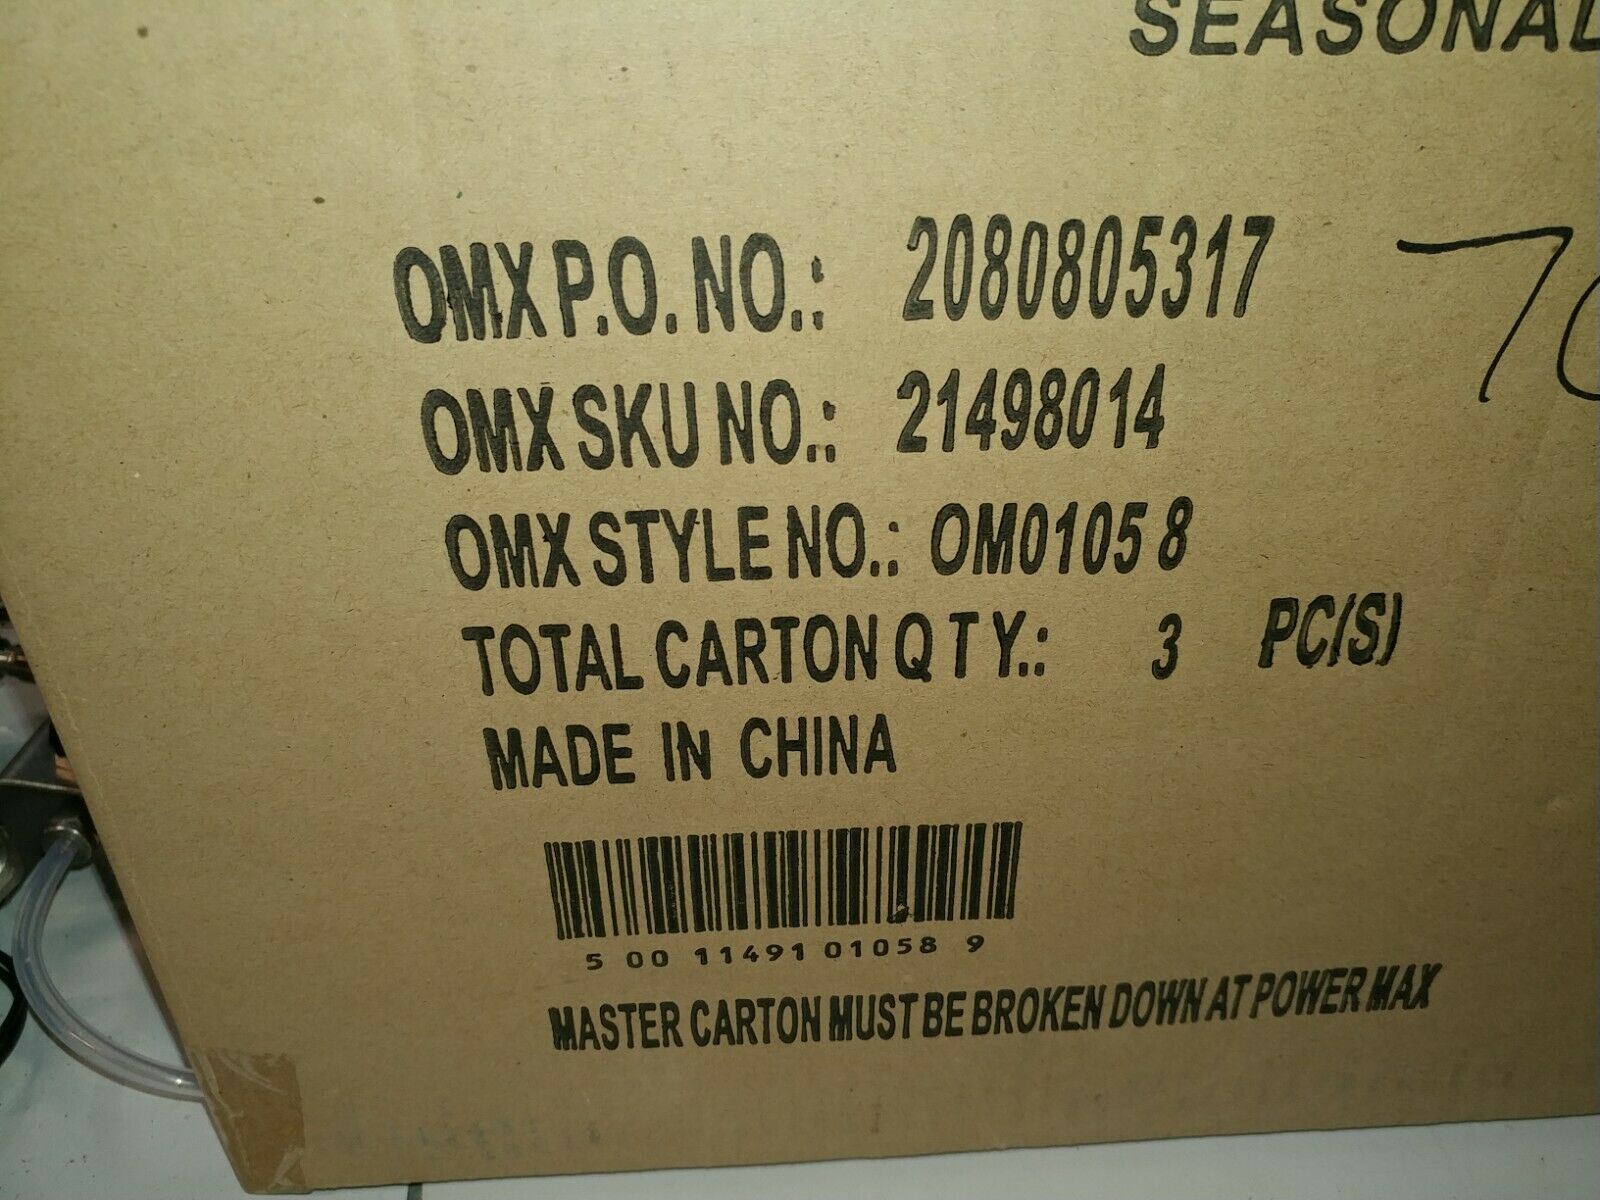 SEASONAL
OMX P.O. NO.: 2080805317
OMX SKU NO.: 21498014
OMX STYLE NO.: OM0105 8
TOTAL CARTON Q T Y.: 3 PC(S)
MADE IN CHINA
5 00 11491 01058 9
MASTER CARTON MUST BE BROKEN DOWN AT POWER MAX